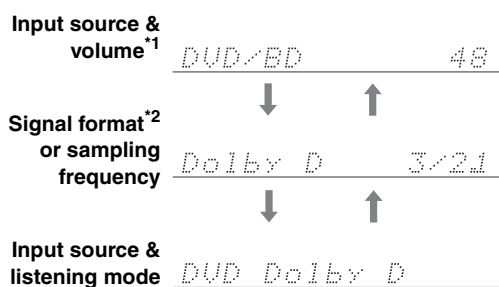 Input source &
volume*1
DVD/BD 48
Signal format*2
or sampling
frequency
Dolby D 3/2.1
Input source &
listening mode
DVD Dolby D